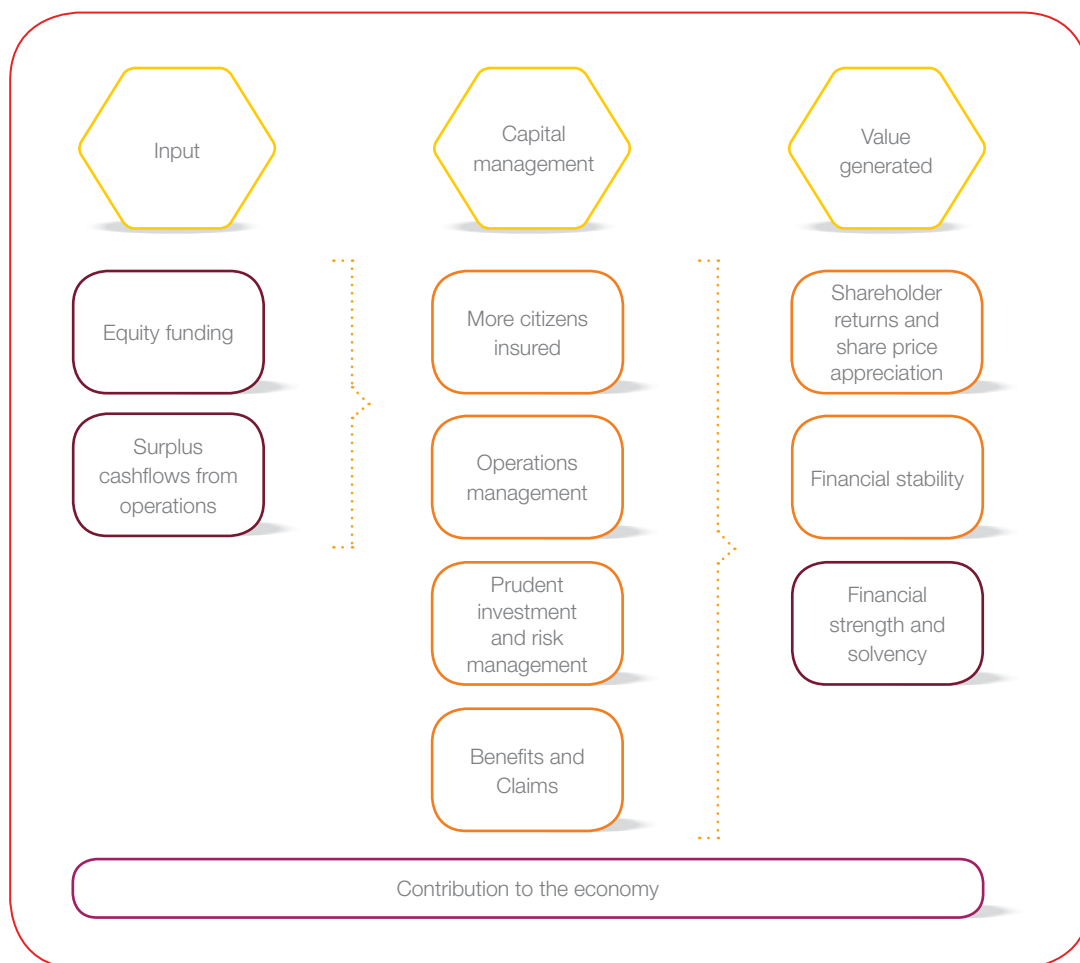 Input
Capital
management
Value
generated
Equity funding
Surplus
cashflows from
operations
More citizens
insured
Operations
management
Prudent
investment
and risk
management
Benefits and
Claims
Shareholder
returns and
share price
appreciation
Financial stability
Financial
strength and
solvency
Contribution to the economy